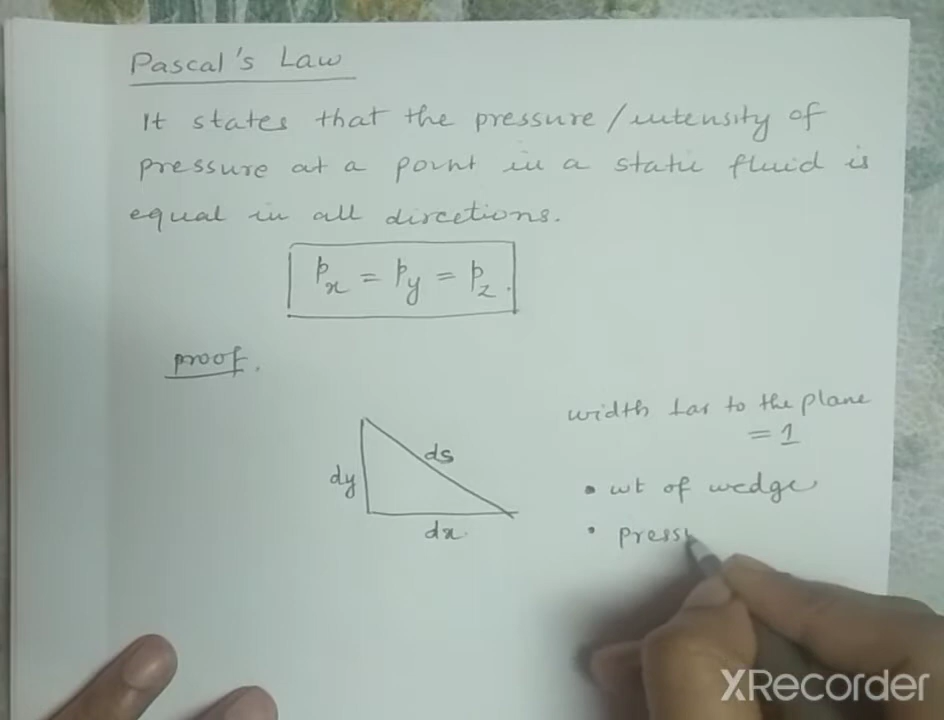 Pascal's Law
It states that the pressure/intensity of
pressure at a point in a static fluid is
equal in all dircetions.
px = py = pz.
proof.
width ⊥ar to the plane
= 1
ds
dy
• wt of wedge
dx.
• press
XRecorder